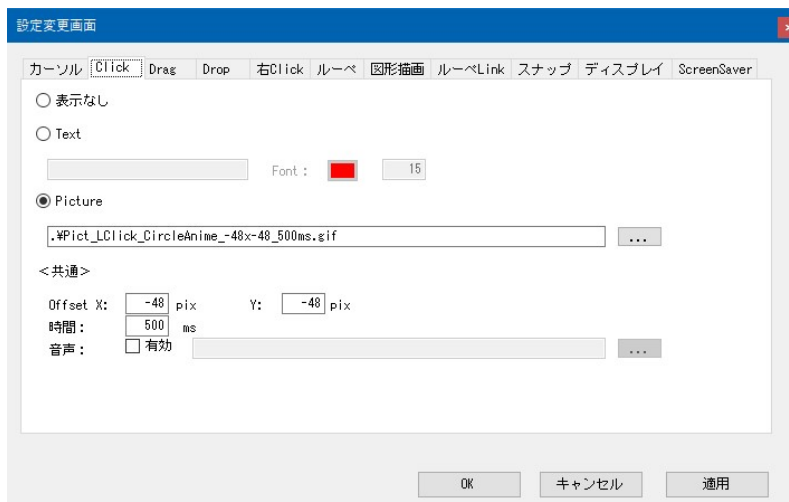 設定変更画面
カーソル Click Drag Drop 右Click ルーペ 図形描画 ルーペLink スナップ ディスプレイ ScreenSaver
表示なし
Text
Font : 15
Picture
.¥Pict_LClick_CircleAnime_-48x-48_500ms.gif ...
<共通>
Offset X: -48 pix Y: -48 pix
時間: 500 ms
音声: 有効 ...
OK キャンセル 適用